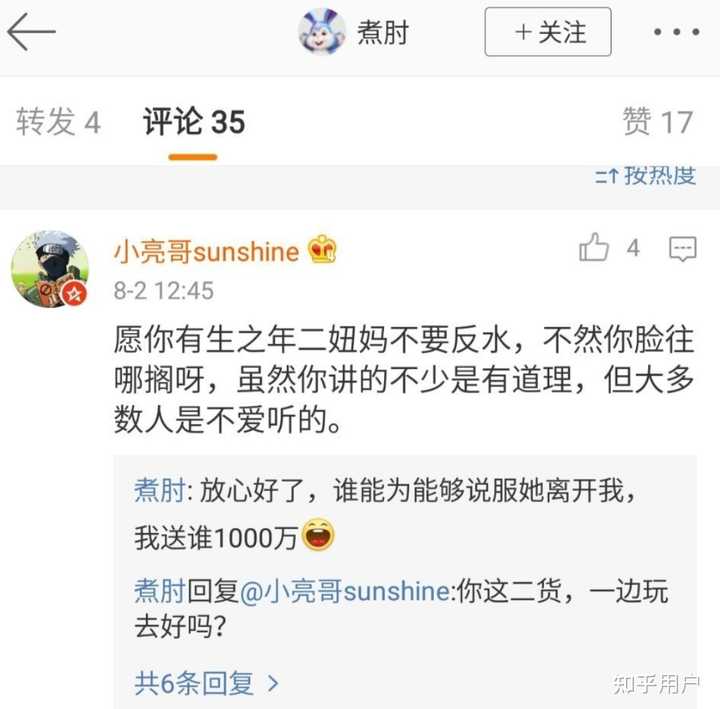 煮肘
+关注
转发 4
评论 35
赞 17
按热度
小亮哥sunshine
4
8-2 12:45
愿你有生之年二妞妈不要反水，不然你脸往
哪搁呀，虽然你讲的不少是有道理，但大多
数人是不爱听的。
煮肘: 放心好了，谁能为能够说服她离开我，
我送谁1000万
煮肘回复@小亮哥sunshine:你这二货，一边玩
去好吗？
共6条回复 >
知乎用户